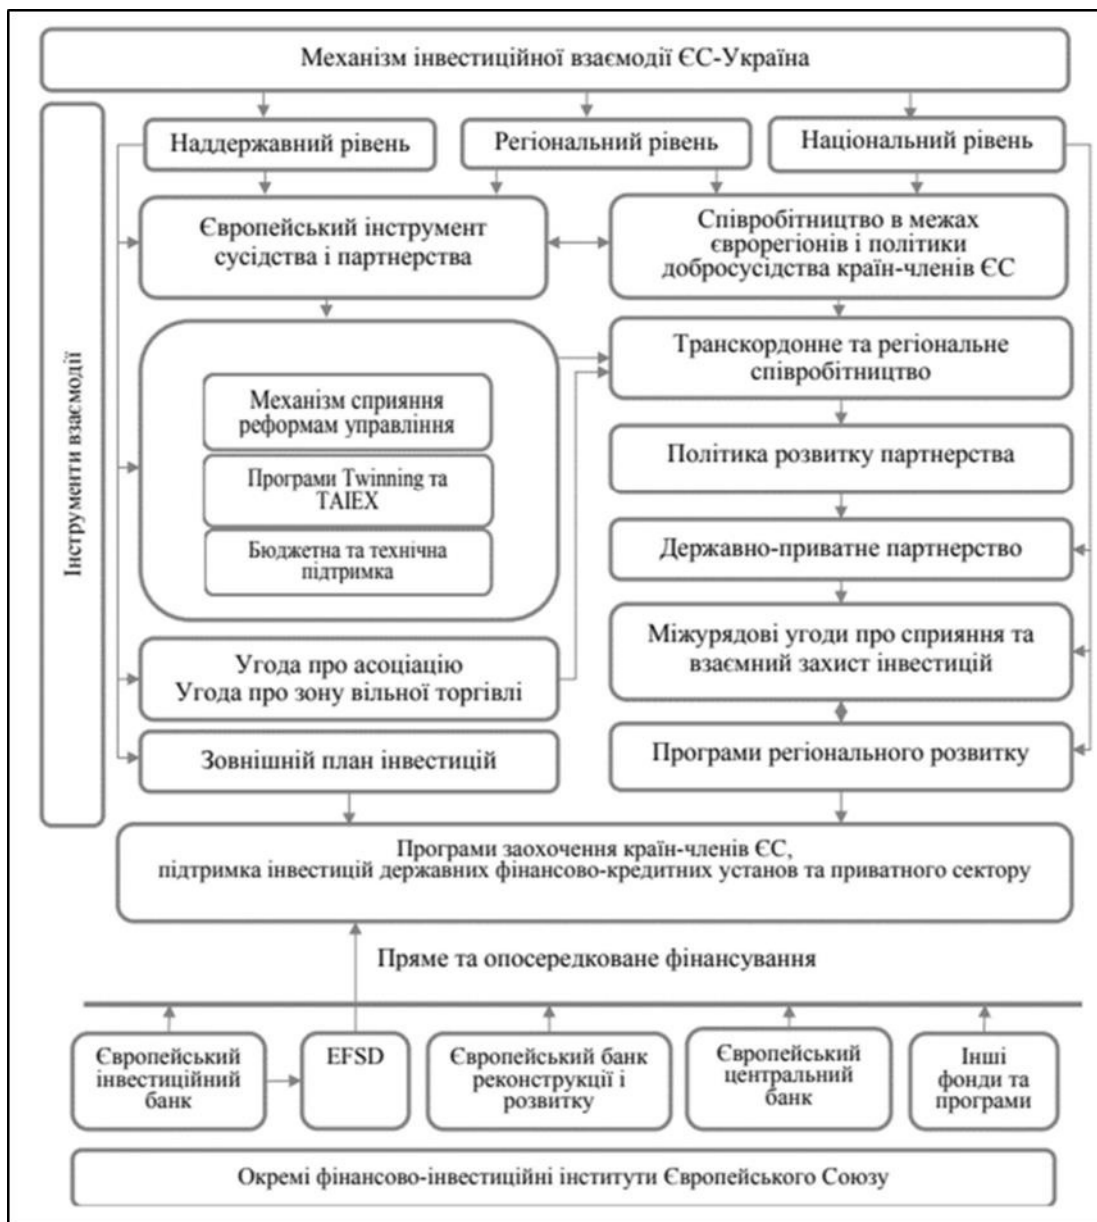 Механізм інвестиційної взаємодії ЄС-Україна
Інструменти взаємодії
Наддержавний рівень
Регіональний рівень
Національний рівень
Європейський інструмент
сусідства і партнерства
Співробітництво в межах
єврорегіонів і політики
добросусідства країн-членів ЄС
Механізм сприяння
реформам управління
Програми Twinning та
TAIEX
Бюджетна та технічна
підтримка
Транскордонне та регіональне
співробітництво
Політика розвитку партнерства
Державно-приватне партнерство
Угода про асоціацію
Угода про зону вільної торгівлі
Міжурядові угоди про сприяння та
взаємний захист інвестицій
Зовнішній план інвестицій
Програми регіонального розвитку
Програми заохочення країн-членів ЄС,
підтримка інвестицій державних фінансово-кредитних установ та приватного сектору
Пряме та опосередковане фінансування
Європейський
інвестиційний
банк
EFSD
Європейський банк
реконструкції і
розвитку
Європейський
центральний
банк
Інші
фонди та
програми
Окремі фінансово-інвестиційні інститути Європейського Союзу